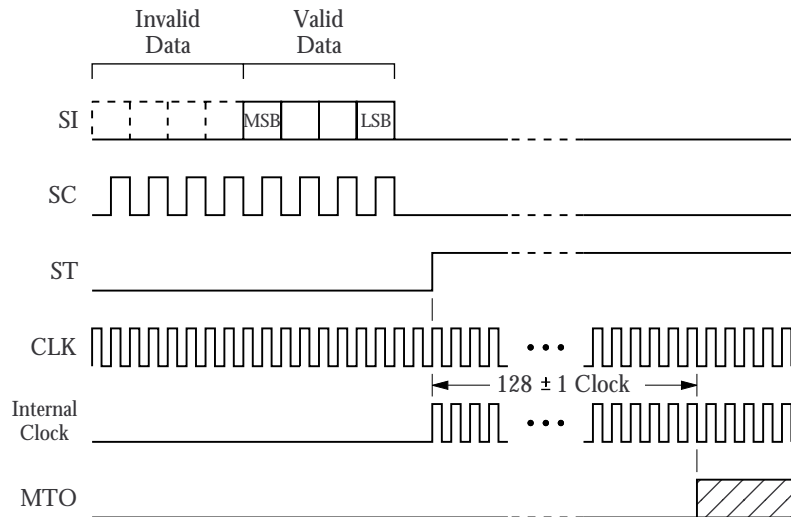 Invalid
Data
Valid
Data
SI
MSB
LSB
SC
ST
CLK
128 ± 1 Clock
Internal
Clock
MTO